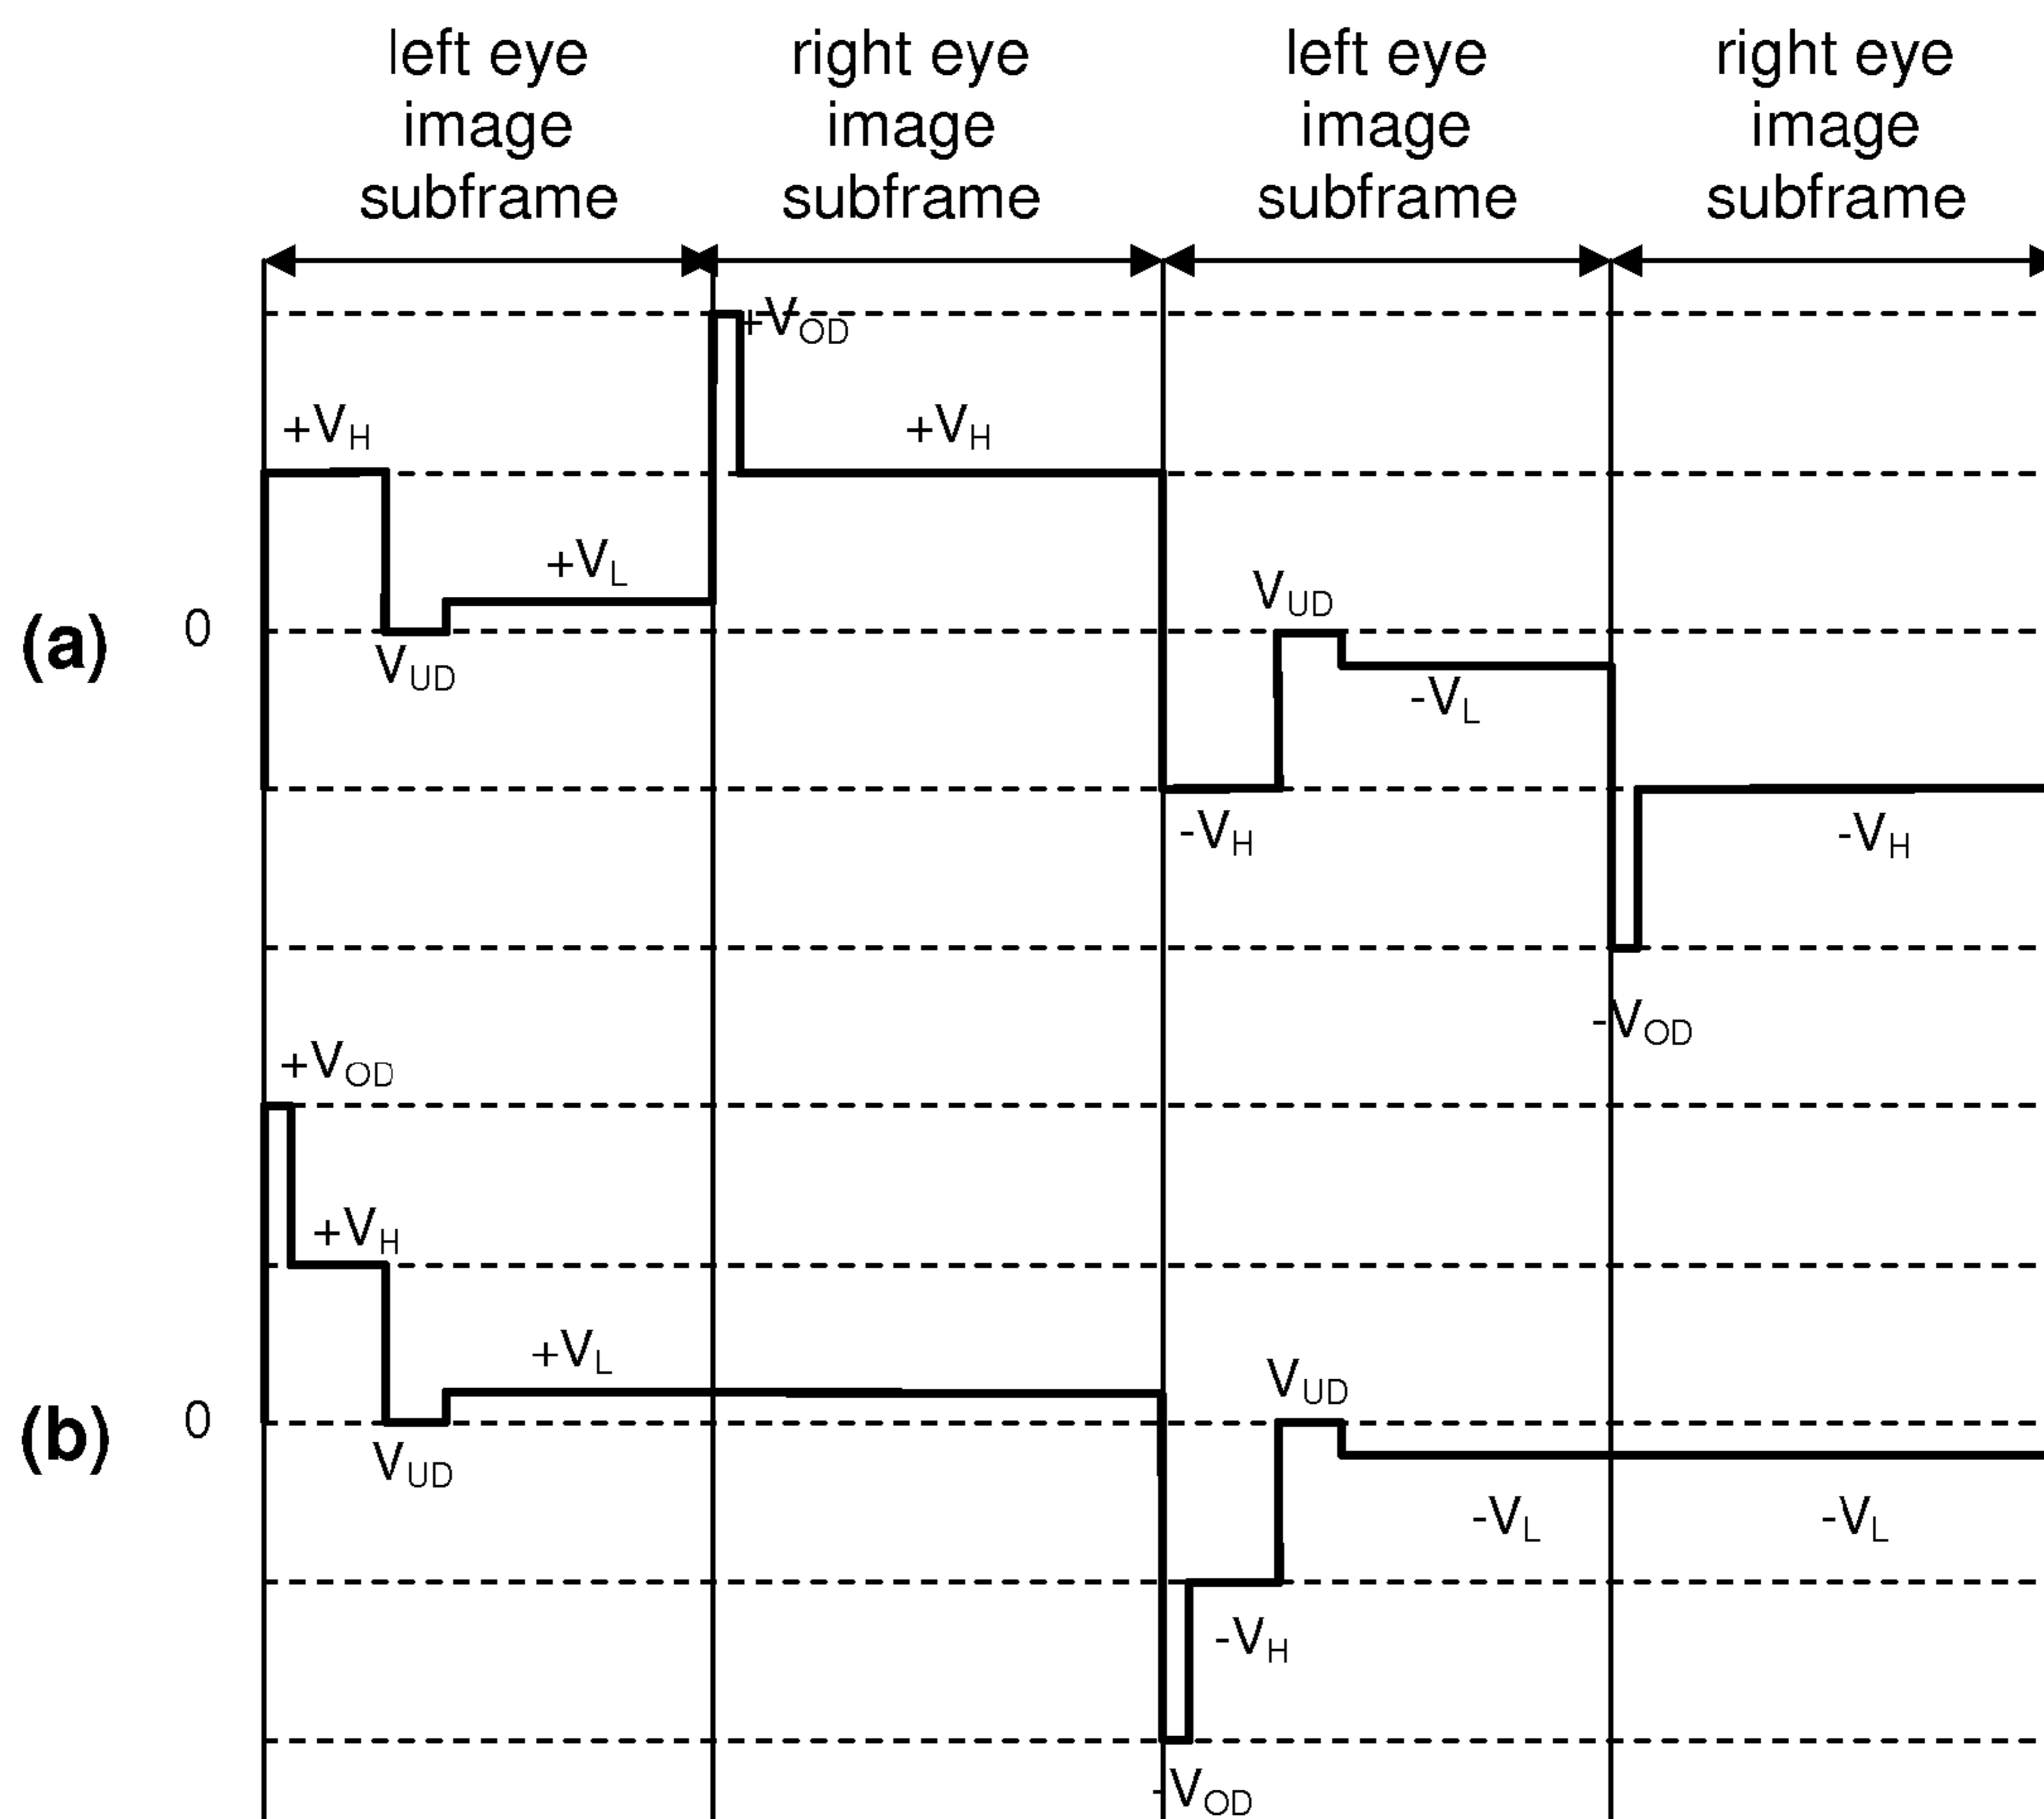 left eye image subframe
right eye image subframe
left eye image subframe
right eye image subframe
+VOD
+VH
+VH
+VL
VUD
(a)
0
VUD
-VL
-VH
-VH
-VOD
+VOD
+VH
+VL
VUD
(b)
0
VUD
-VL
-VL
-VH
-VOD